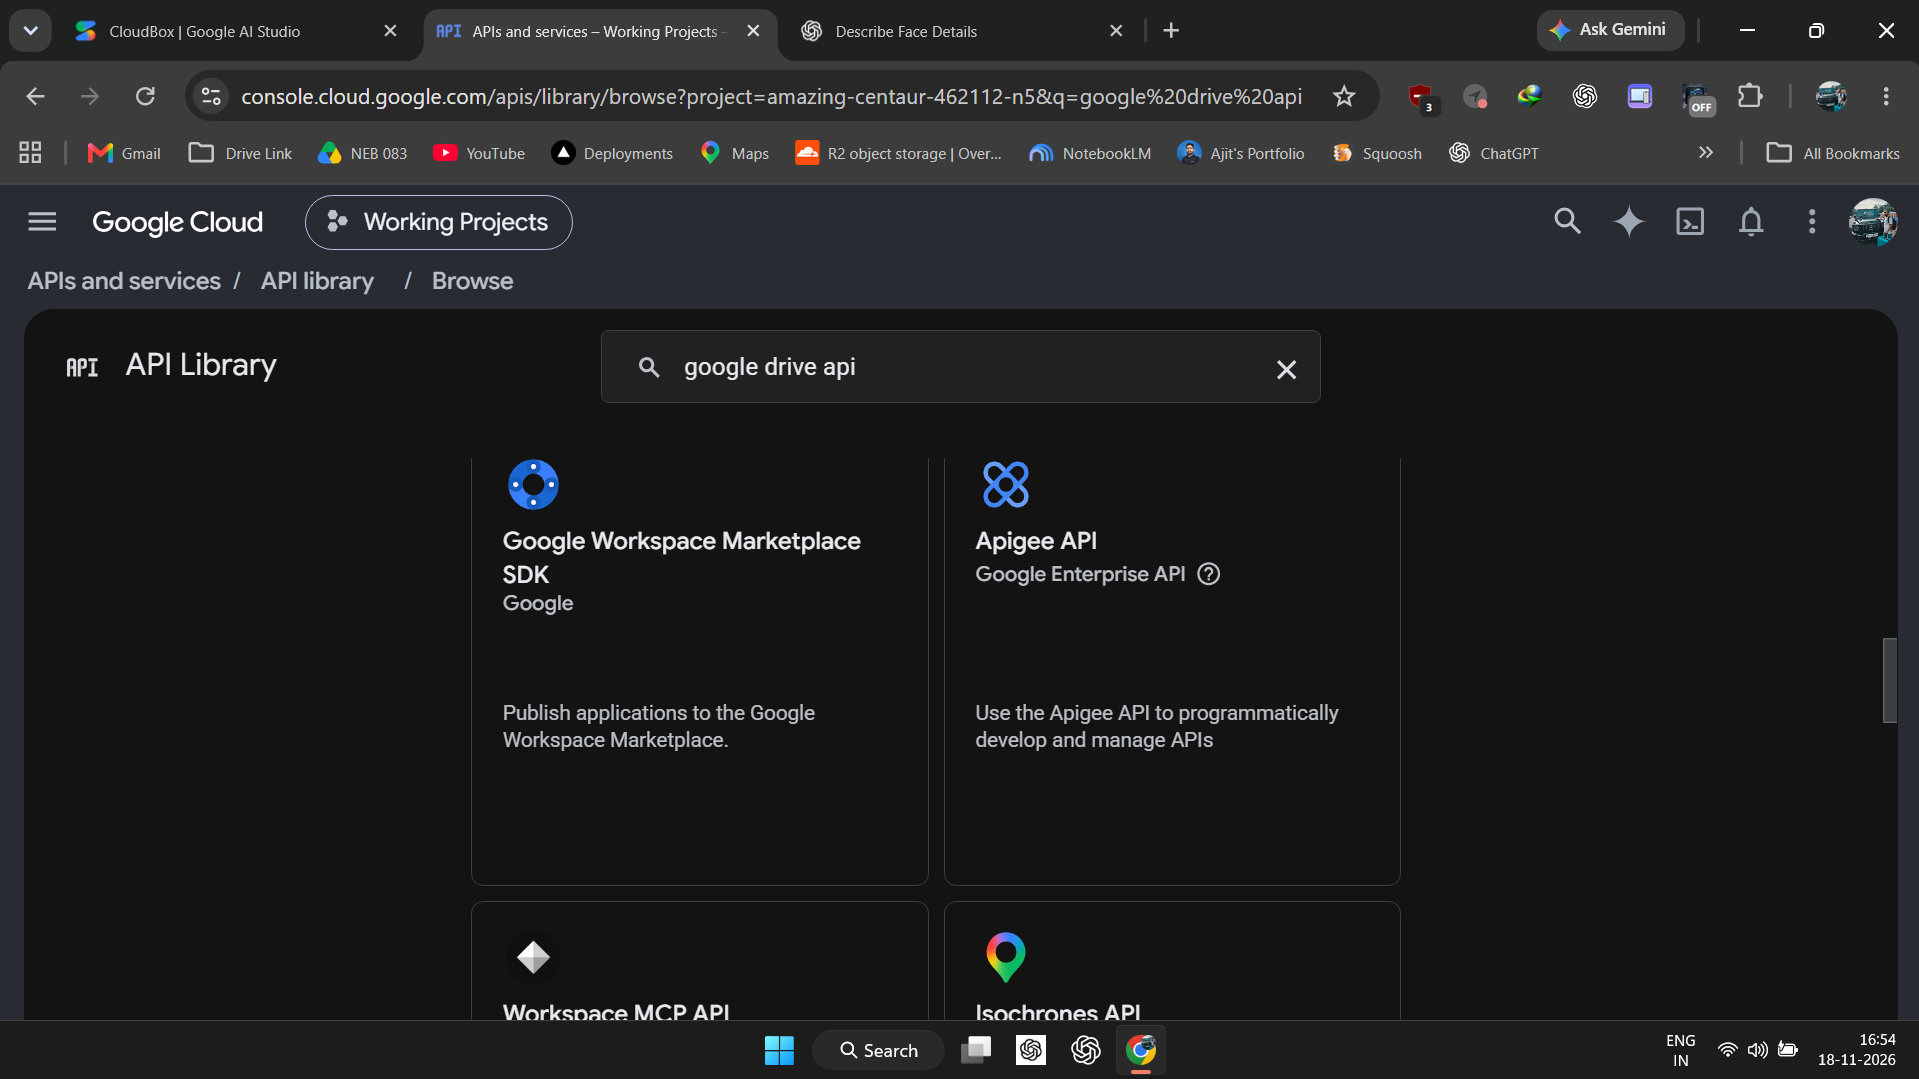 CloudBox | Google AI Studio
API APIs and services – Working Projects -
Describe Face Details
Ask Gemini
console.cloud.google.com/apis/library/browse?project=amazing-centaur-462112-n5&q=google%20drive%20api
3
OFF
Gmail
Drive Link
NEB 083
YouTube
Deployments
Maps
R2 object storage | Over...
NotebookLM
Ajit's Portfolio
Squoosh
ChatGPT
All Bookmarks
Google Cloud
Working Projects
APIs and services / API library / Browse
API API Library
google drive api
Google Workspace Marketplace
SDK
Google
Publish applications to the Google
Workspace Marketplace.
Apigee API
Google Enterprise API
Use the Apigee API to programmatically
develop and manage APIs
Workspace MCP API
Isochrones API
Search
ENG
IN
16:54
18-11-2026